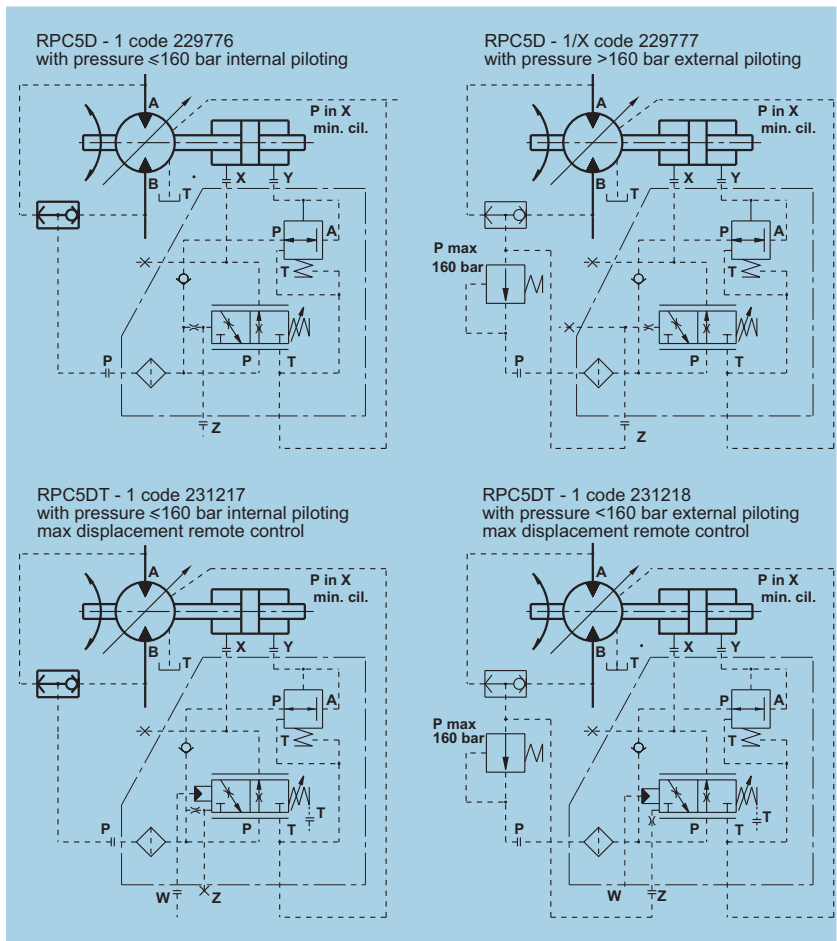 RPC5D - 1 code 229776
with pressure ⩽160 bar internal piloting
A
P in X
min. cil.
B
T
X
Y
P
A
T
P
P
T
Z
RPC5D - 1/X code 229777
with pressure >160 bar external piloting
A
P in X
min. cil.
B
T
X
Y
P
A
T
P max
160 bar
P
P
T
Z
RPC5DT - 1 code 231217
with pressure ⩽160 bar internal piloting
max displacement remote control
A
P in X
min. cil.
B
T
X
Y
P
A
T
T
P
P
T
W
Z
RPC5DT - 1 code 231218
with pressure <160 bar external piloting
max displacement remote control
A
P in X
min. cil.
B
T
X
Y
P
A
T
P max
160 bar
T
P
P
T
W
Z